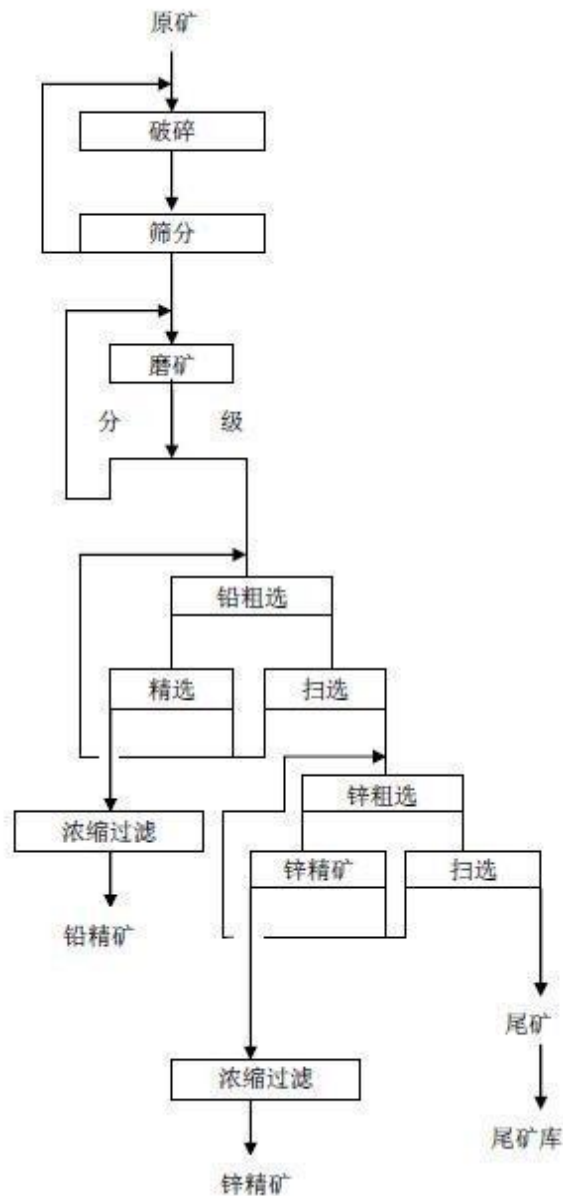 原矿
破碎
筛分
磨矿
分 级
铅粗选
精选 扫选
锌粗选
浓缩过滤
锌精矿 扫选
铅精矿
尾矿
浓缩过滤
尾矿库
锌精矿